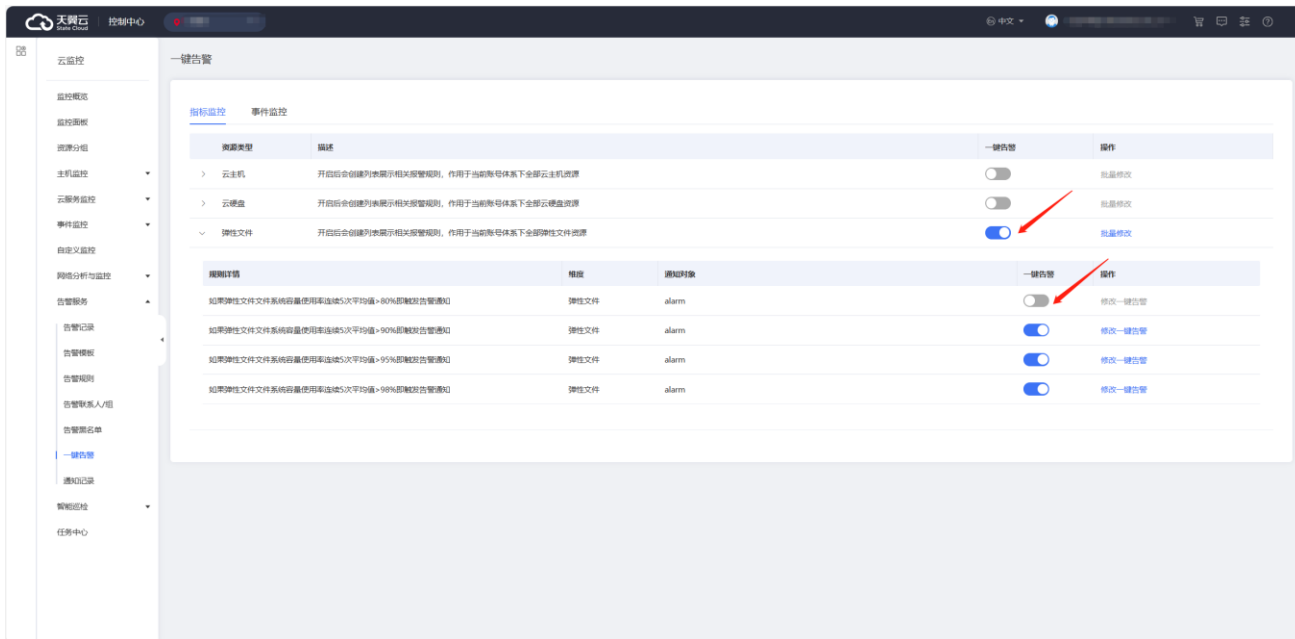 天翼云 State Cloud 控制中心 中文
云监控
一键告警
监控概览
监控面板
资源分组
主机监控
云服务监控
事件监控
自定义监控
网络分析与监控
告警服务
告警记录
告警模板
告警规则
告警联系人/组
告警黑名单
一键告警
通知记录
智能巡检
任务中心
指标监控 事件监控
资源类型 描述 一键告警 操作
云主机 开启后会创建列表展示相关报警规则，作用于当前账号体系下全部云主机资源 批量修改
云硬盘 开启后会创建列表展示相关报警规则，作用于当前账号体系下全部云硬盘资源 批量修改
弹性文件 开启后会创建列表展示相关报警规则，作用于当前账号体系下全部弹性文件资源 批量修改
规则详情 维度 通知对象 一键告警 操作
如果弹性文件文件系统容量使用率连续5次平均值>80%即触发告警通知 弹性文件 alarm 修改一键告警
如果弹性文件文件系统容量使用率连续5次平均值>90%即触发告警通知 弹性文件 alarm 修改一键告警
如果弹性文件文件系统容量使用率连续5次平均值>95%即触发告警通知 弹性文件 alarm 修改一键告警
如果弹性文件文件系统容量使用率连续5次平均值>98%即触发告警通知 弹性文件 alarm 修改一键告警